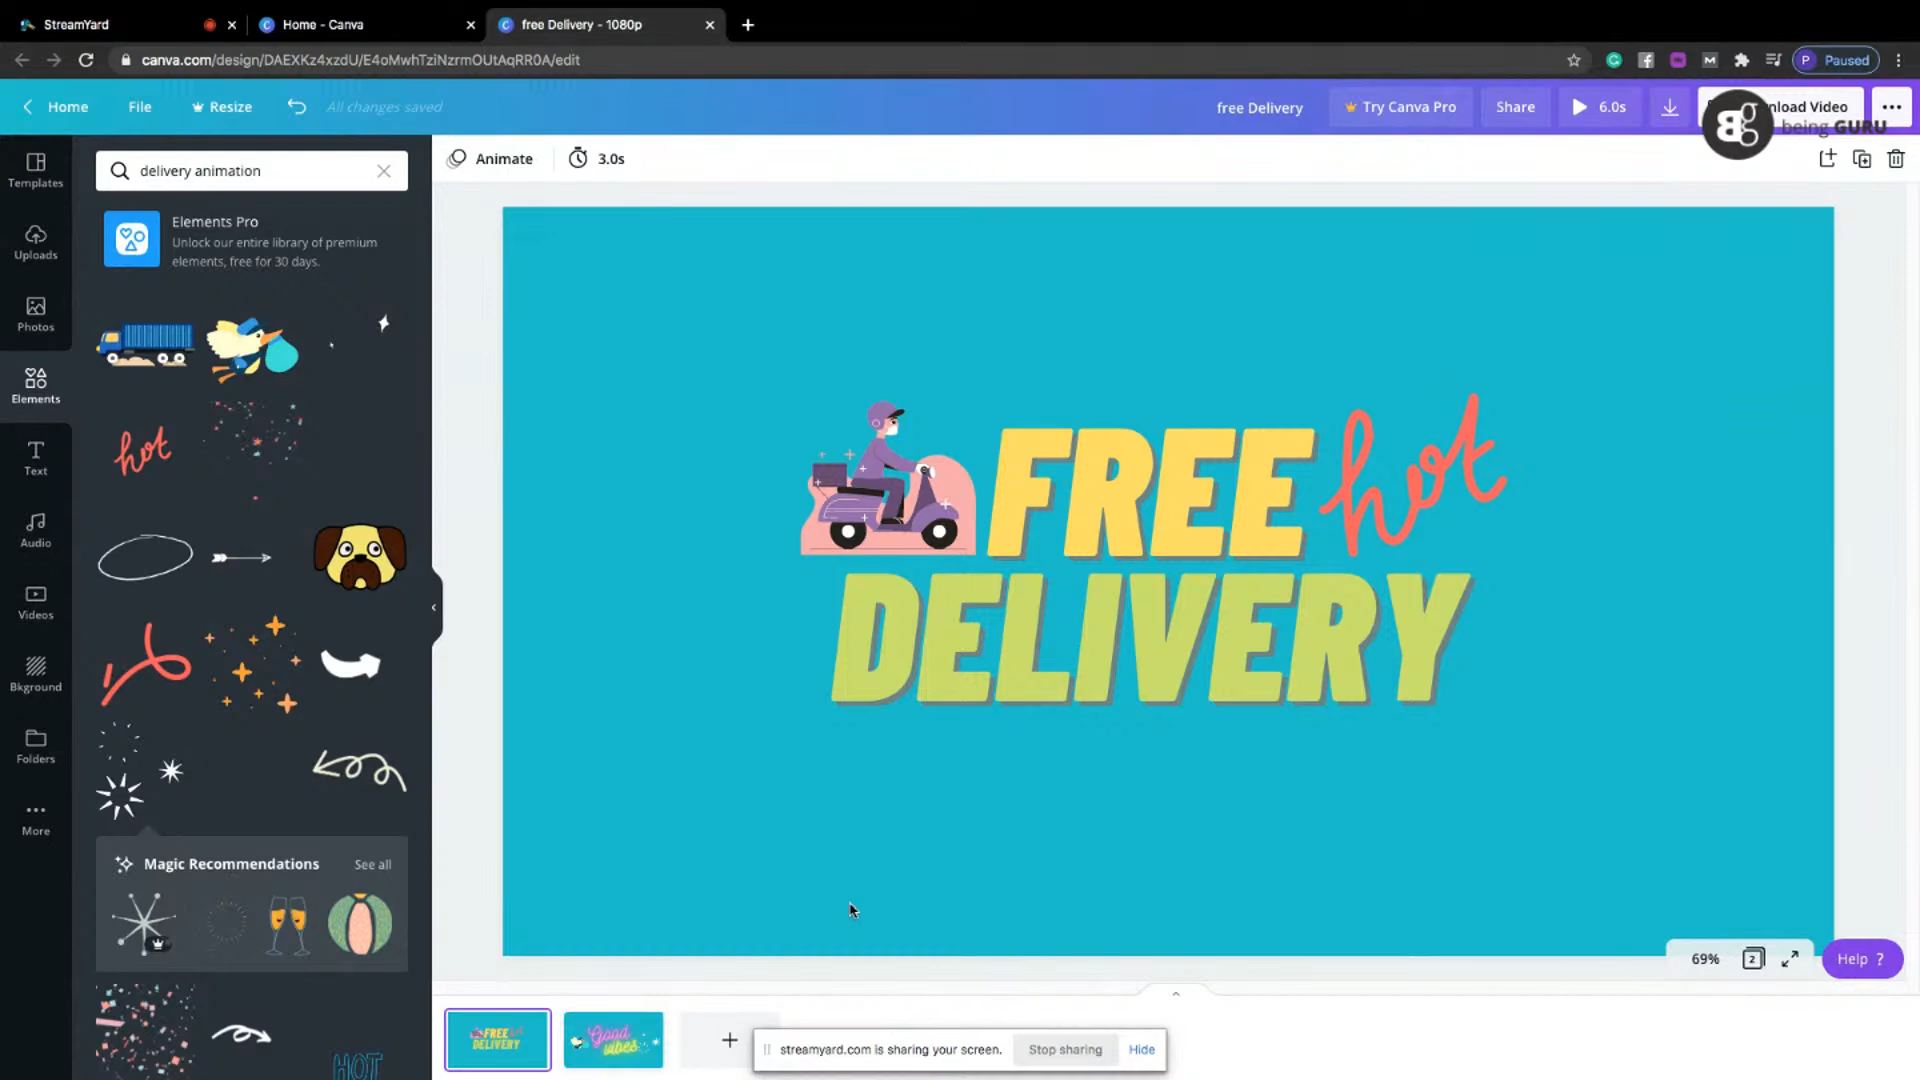 StreamYard
Home - Canva
free Delivery - 1080p
canva.com/design/DAEXKz4xzdU/E4oMwhTziNzrmOUtAqRR0A/edit
P Paused
Home
File
Resize
All changes saved
free Delivery
Try Canva Pro
Share
6.0s
nload Video
being GURU
Templates
Uploads
Photos
Elements
Text
Audio
Videos
Bkground
Folders
More
delivery animation
Elements Pro
Unlock our entire library of premium
elements, free for 30 days.
hot
Magic Recommendations
See all
HOT
Animate
3.0s
FREE hot
DELIVERY
69%
2
Help ?
FREE hot
DELIVERY
Good
vibes
streamyard.com is sharing your screen.
Stop sharing
Hide